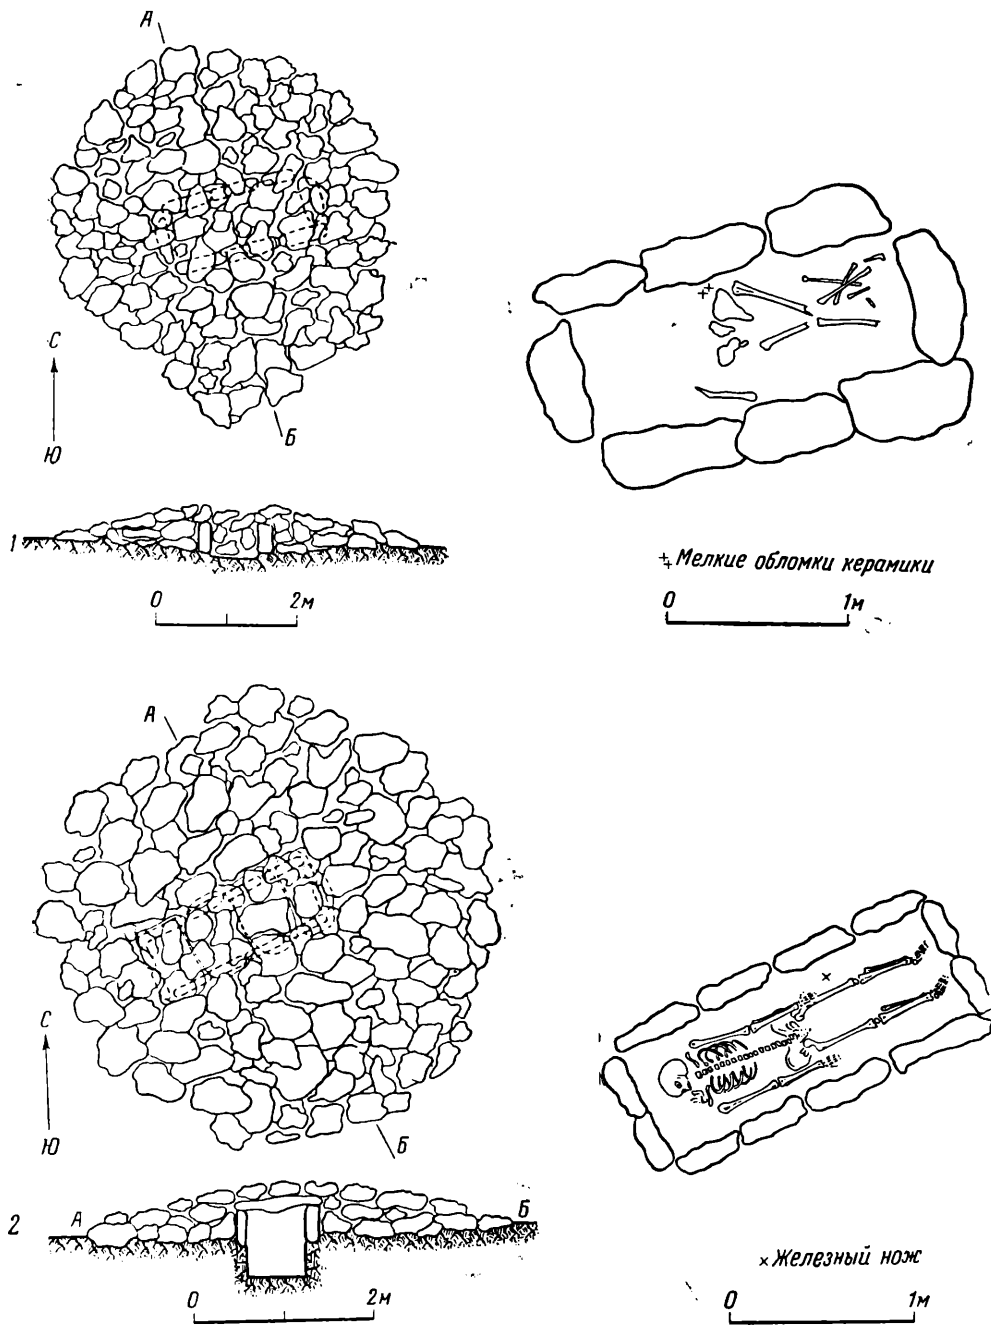 А
С
Ю
Б
1
0 2м
+ + Мелкие обломки керамики
0 1м
А
С
Ю
Б
2
А
Б
0 2м
× Железный нож
0 1м